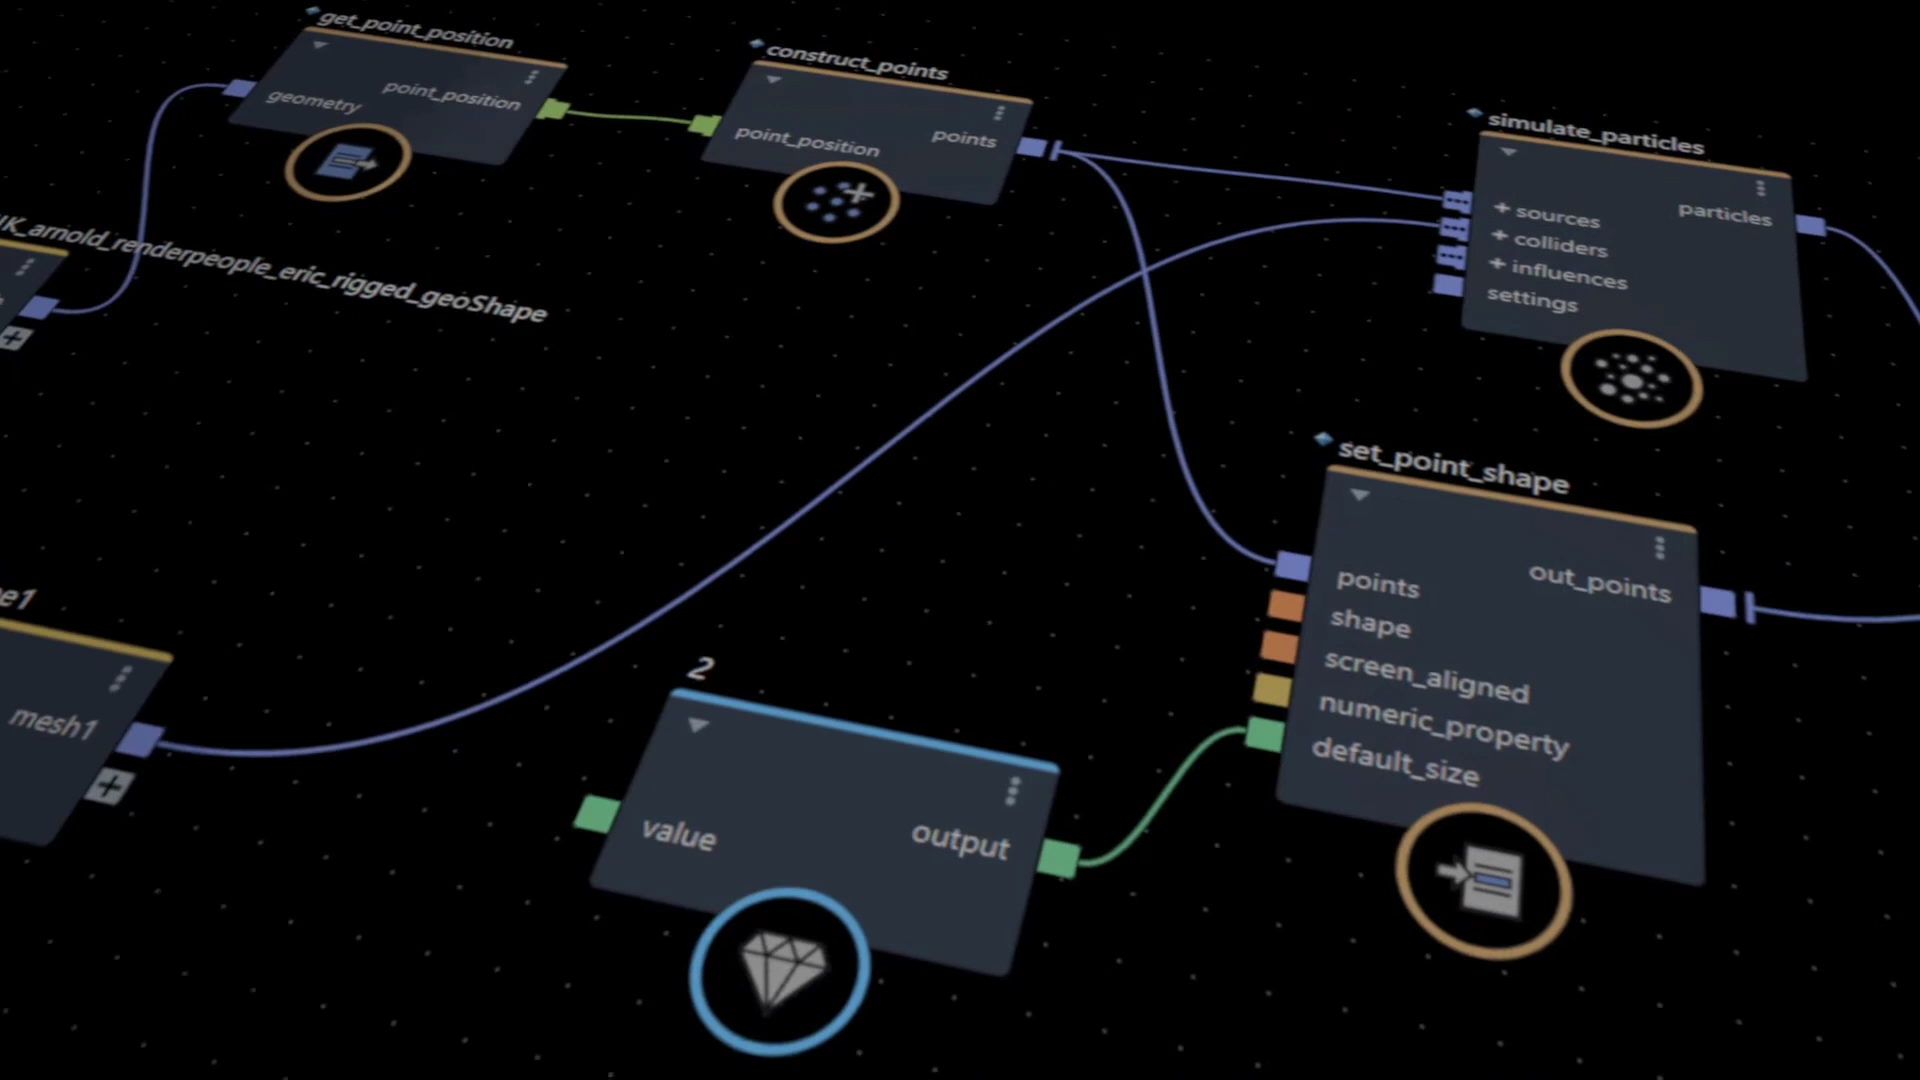 get_point_position
geometry
point_position
construct_points
point_position
points
simulate_particles
+ sources
+ colliders
+ influences
settings
particles
K_arnold_renderpeople_eric_rigged_geoShape
set_point_shape
points
shape
screen_aligned
numeric_property
default_size
out_points
e1
mesh1
2
value
output